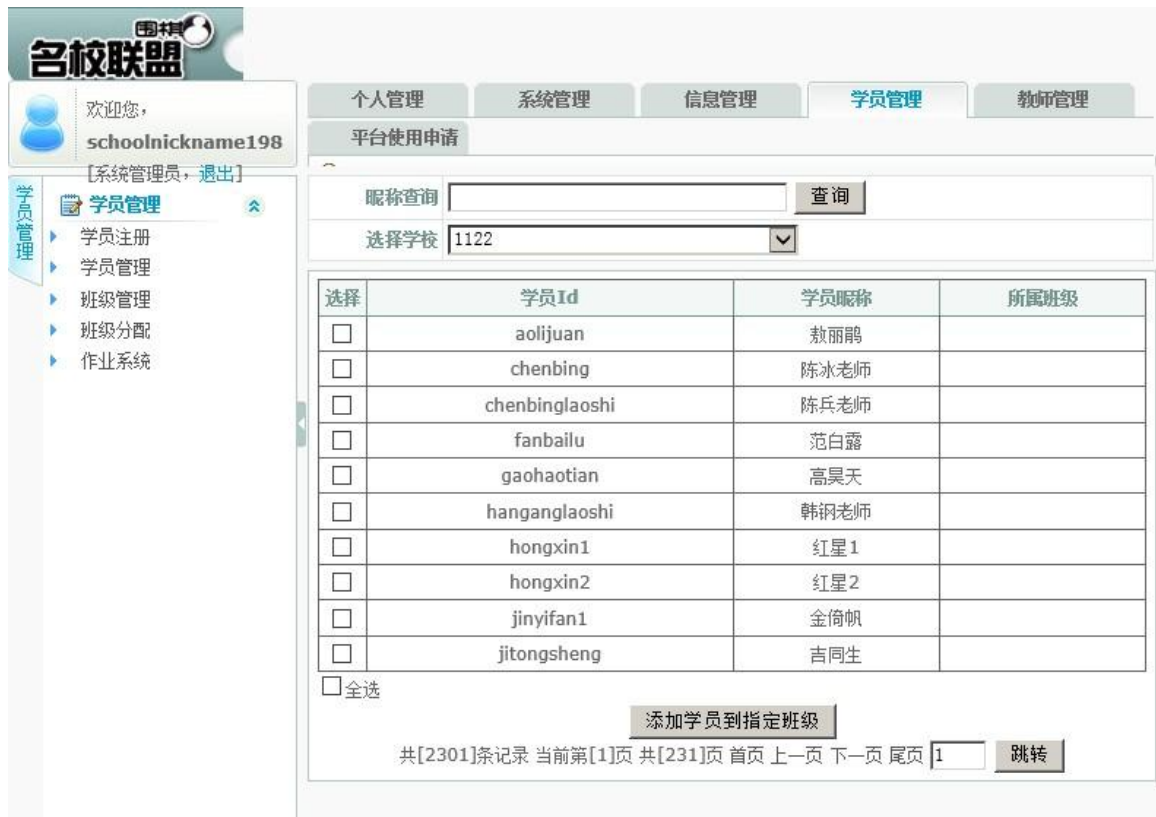 围棋
名校联盟
欢迎您，
schoolnickname198
[系统管理员，退出]
个人管理 系统管理 信息管理 学员管理 教师管理
平台使用申请
学员管理
学员管理
学员注册
学员管理
班级管理
班级分配
作业系统
昵称查询 查询
选择学校 1122
选择 学员Id 学员昵称 所属班级
aolijuan 敖丽鹃
chenbing 陈冰老师
chenbinglaoshi 陈兵老师
fanbailu 范白露
gaohaotian 高昊天
hanganglaoshi 韩钢老师
hongxin1 红星1
hongxin2 红星2
jinyifan1 金倚帆
jitongsheng 吉同生
全选
添加学员到指定班级
共[2301]条记录 当前第[1]页 共[231]页 首页 上一页 下一页 尾页 1 跳转